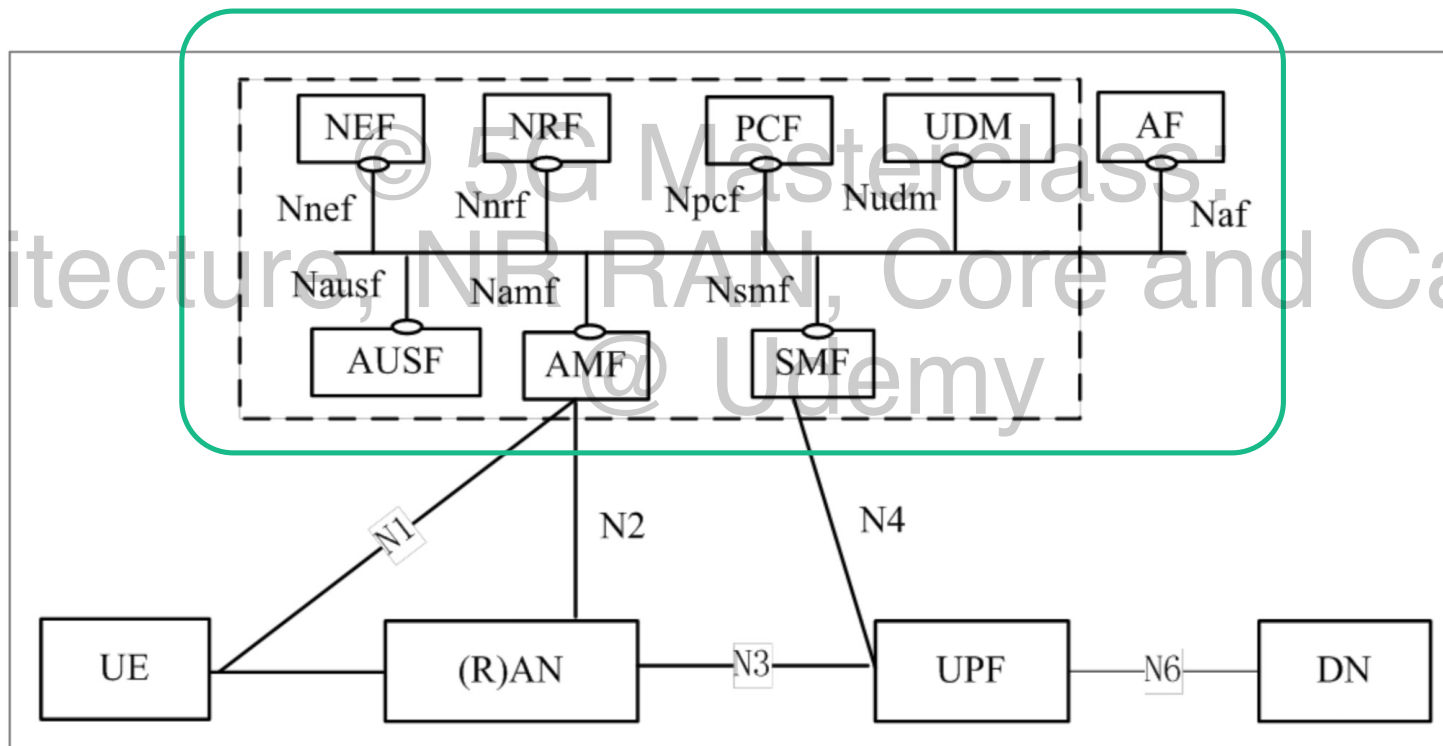 NEF NRF PCF UDM AF
© 5G Masterclass:
Nnef Nnrf Npcf Nudm Naf
itecture, NR RAN, Core and Ca
Nausf Namf Nsmf
AUSF AMF SMF
@ Udemy
N1 N2 N4
UE (R)AN N3 UPF N6 DN